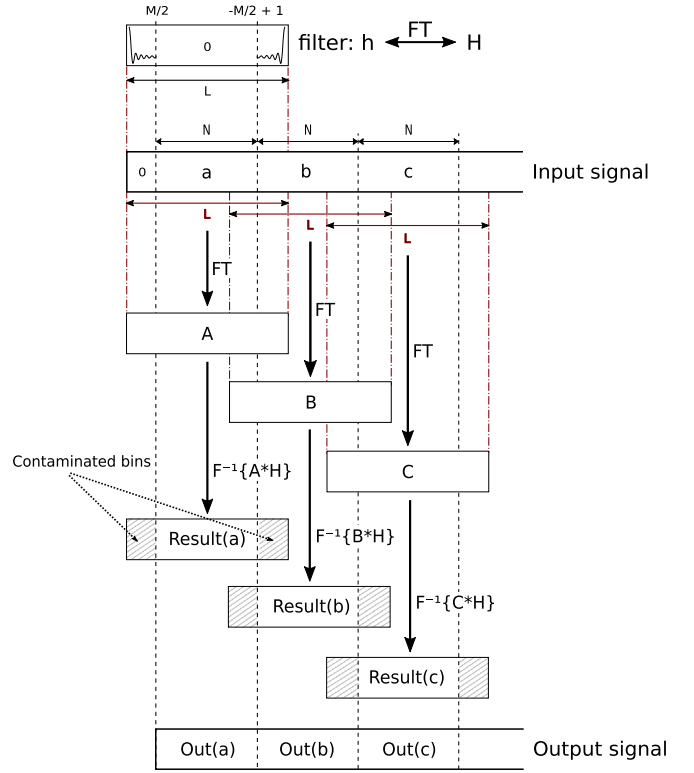 M/2
-M/2 + 1
0
filter: h
FT
H
L
N
N
N
0
a
b
c
Input signal
L
L
L
FT
FT
FT
A
B
C
Contaminated bins
F⁻¹{A*H}
F⁻¹{B*H}
F⁻¹{C*H}
Result(a)
Result(b)
Result(c)
Out(a)
Out(b)
Out(c)
Output signal